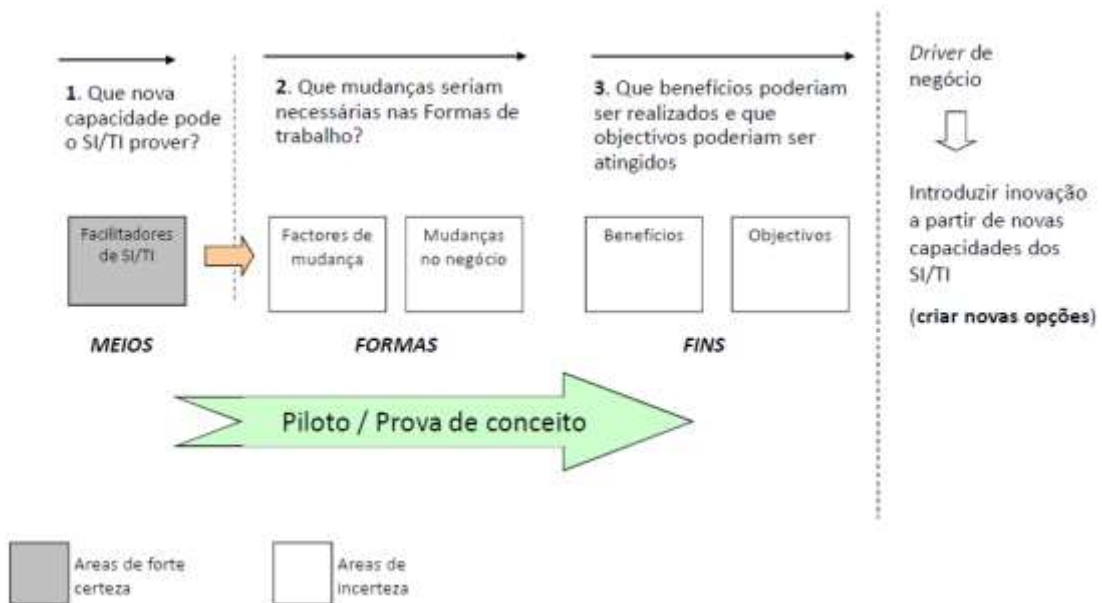 1. Que nova
capacidade pode
o SI/TI prover?
2. Que mudanças seriam
necessárias nas Formas de
trabalho?
3. Que benefícios poderiam
ser realizados e que
objectivos poderiam ser
atingidos
Driver de
negócio
Introduzir inovação
a partir de novas
capacidades dos
SI/TI
(criar novas opções)
Facilitadores
de SI/TI
Factores de
mudança
Mudanças
no negócio
Benefícios
Objectivos
MEIOS
FORMAS
FINS
Piloto / Prova de conceito
Areas de forte
certeza
Areas de
incerteza